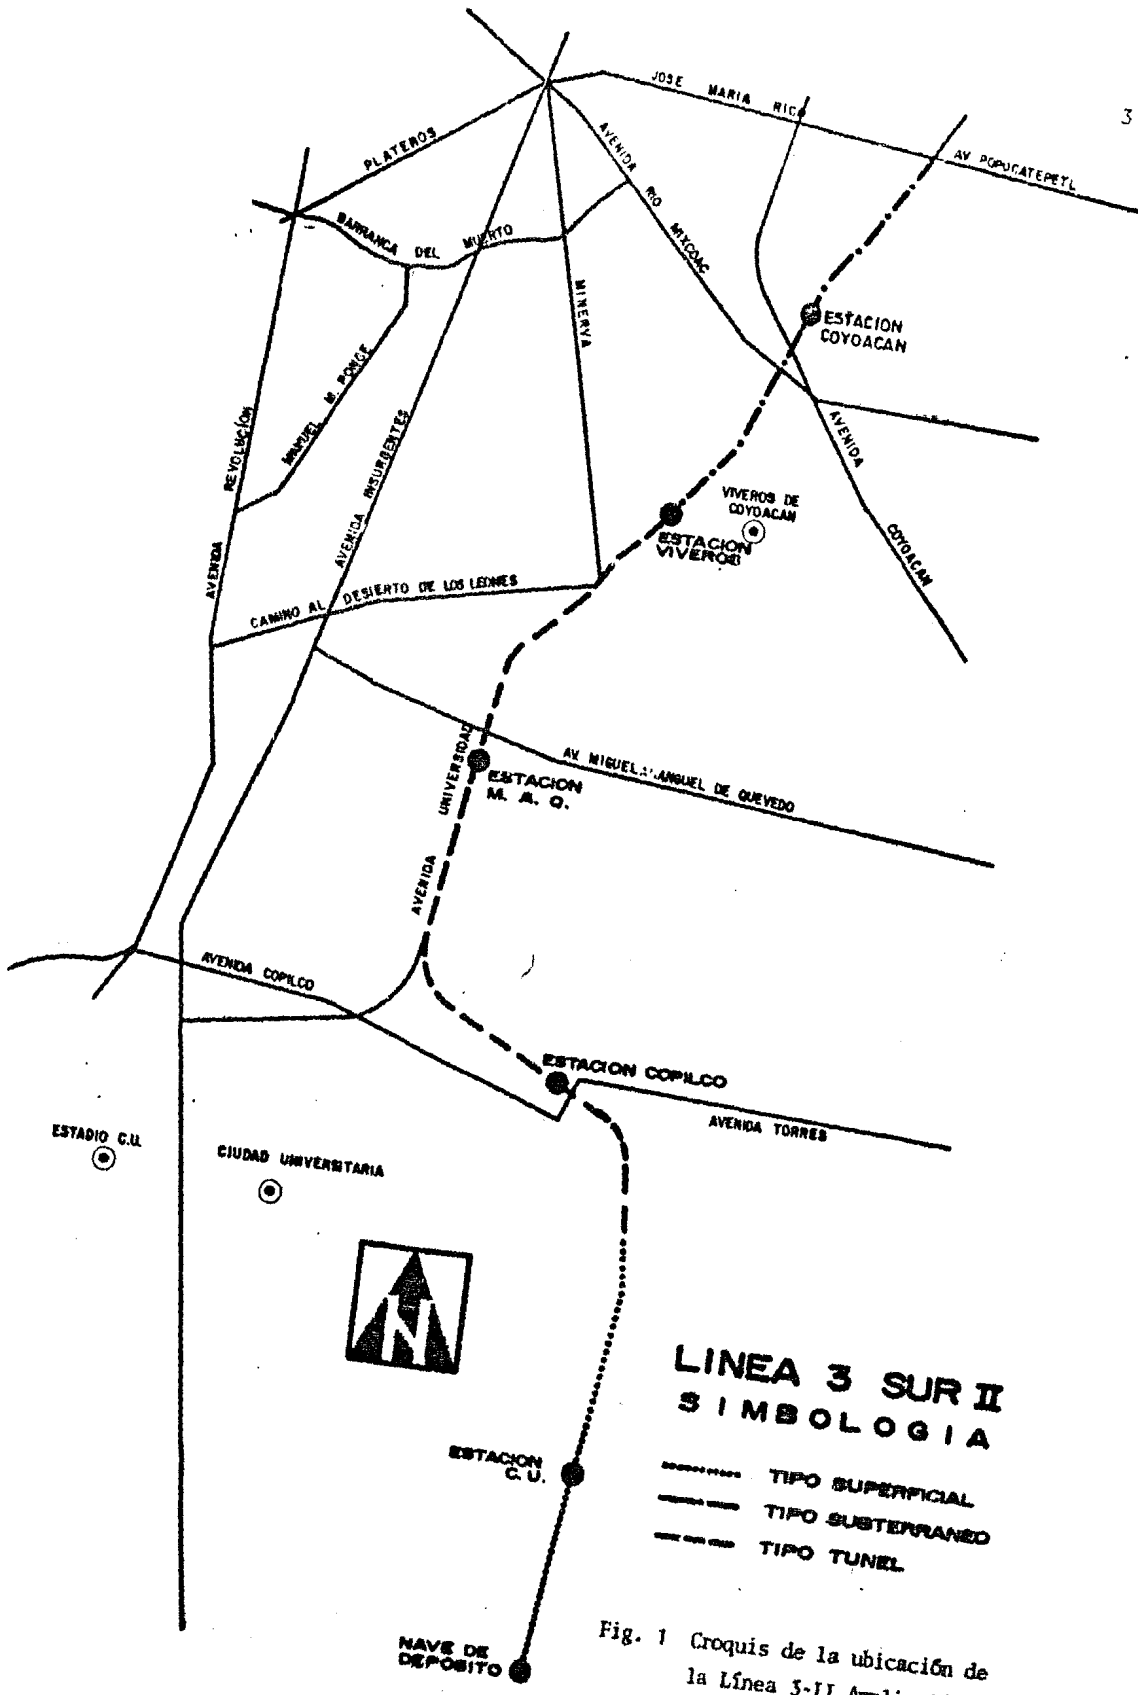 3
JOSE MARIA RICO
AV. POPOCATEPETL
PLATEROS
AVENIDA RIO MIXCOAC
BARRANCA DEL MUERTO
MINERVA
ESTACION
COYOACAN
MANUEL M. PONCE
AVENIDA REVOLUCION
AVENIDA INSURGENTES
AVENIDA COYOACAN
VIVEROS DE
COYOACAN
ESTACION
VIVEROS
CAMINO AL DESIERTO DE LOS LEONES
AVENIDA UNIVERSIDAD
AV. MIGUEL ANGUEL DE QUEVEDO
ESTACION
M. A. Q.
AVENIDA COPILCO
ESTACION COPILCO
AVENIDA TORRES
ESTADIO C.U.
CIUDAD UNIVERSITARIA
N
LINEA 3 SUR II
SIMBOLOGIA
TIPO SUPERFICIAL
TIPO SUBTERRANEO
TIPO TUNEL
ESTACION
C. U.
NAVE DE
DEPOSITO
Fig. 1 Croquis de la ubicación de
la Línea 3-II